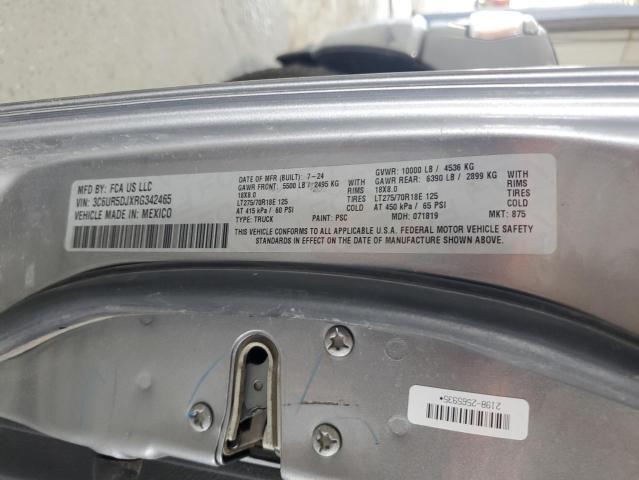 MFD BY: FCA US LLC
VIN: 3C6UR5DJXRG342465
VEHICLE MADE IN: MEXICO
DATE OF MFR (BUILT): 7-24
GAWR FRONT: 5500 LB / 2495 KG WITH
18X8.0 RIMS
LT275/70R18E 125 TIRES
AT 415 kPa / 60 PSI COLD
TYPE: TRUCK PAINT: PSC
GVWR: 10000 LB / 4536 KG
GAWR REAR: 6390 LB / 2899 KG WITH
18X8.0 RIMS
LT275/70R18E 125 TIRES
AT 450 kPa / 65 PSI COLD
MDH: 071819 MKT: 875
THIS VEHICLE CONFORMS TO ALL APPLICABLE U.S.A. FEDERAL MOTOR VEHICLE SAFETY
STANDARDS IN EFFECT ON THE DATE OF MANUFACTURE SHOWN ABOVE
2198-2565935*